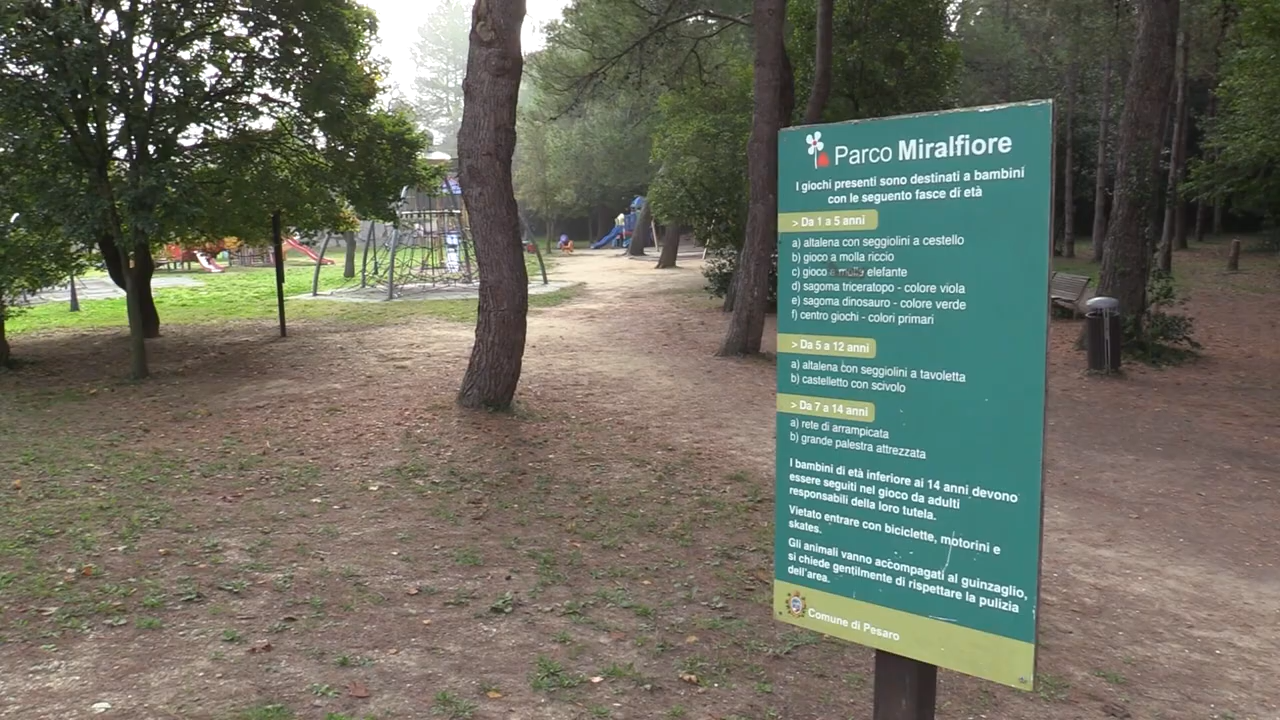 Parco Miralfiore
I giochi presenti sono destinati a bambini
con le seguento fasce di età
> Da 1 a 5 anni
a) altalena con seggiolini a cestello
b) gioco a molla riccio
c) gioco a molla elefante
d) sagoma triceratopo - colore viola
e) sagoma dinosauro - colore verde
f) centro giochi - colori primari
> Da 5 a 12 anni
a) altalena con seggiolini a tavoletta
b) castelletto con scivolo
> Da 7 a 14 anni
a) rete di arrampicata
b) grande palestra attrezzata
I bambini di età inferiore ai 14 anni devono
essere seguiti nel gioco da adulti
responsabili della loro tutela.
Vietato entrare con biciclette, motorini e
skates.
Gli animali vanno accompagati al guinzaglio,
si chiede gentilmente di rispettare la pulizia
dell'area.
Comune di Pesaro